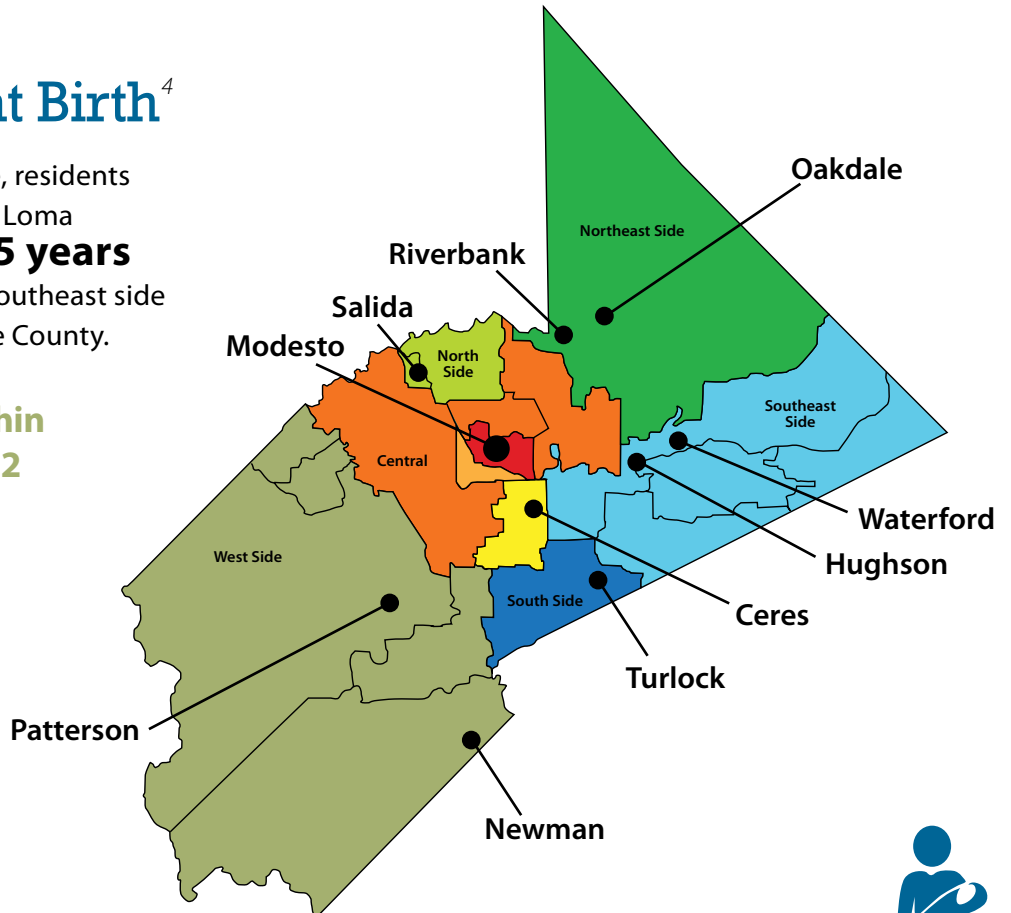 t Birth4
, residents
Loma
5 years
outheast side
e County.
hin
2
Oakdale
Northeast Side
Riverbank
Salida
Modesto
North
Side
Southeast
Side
Central
Waterford
West Side
Hughson
South Side
Ceres
Turlock
Patterson
Newman